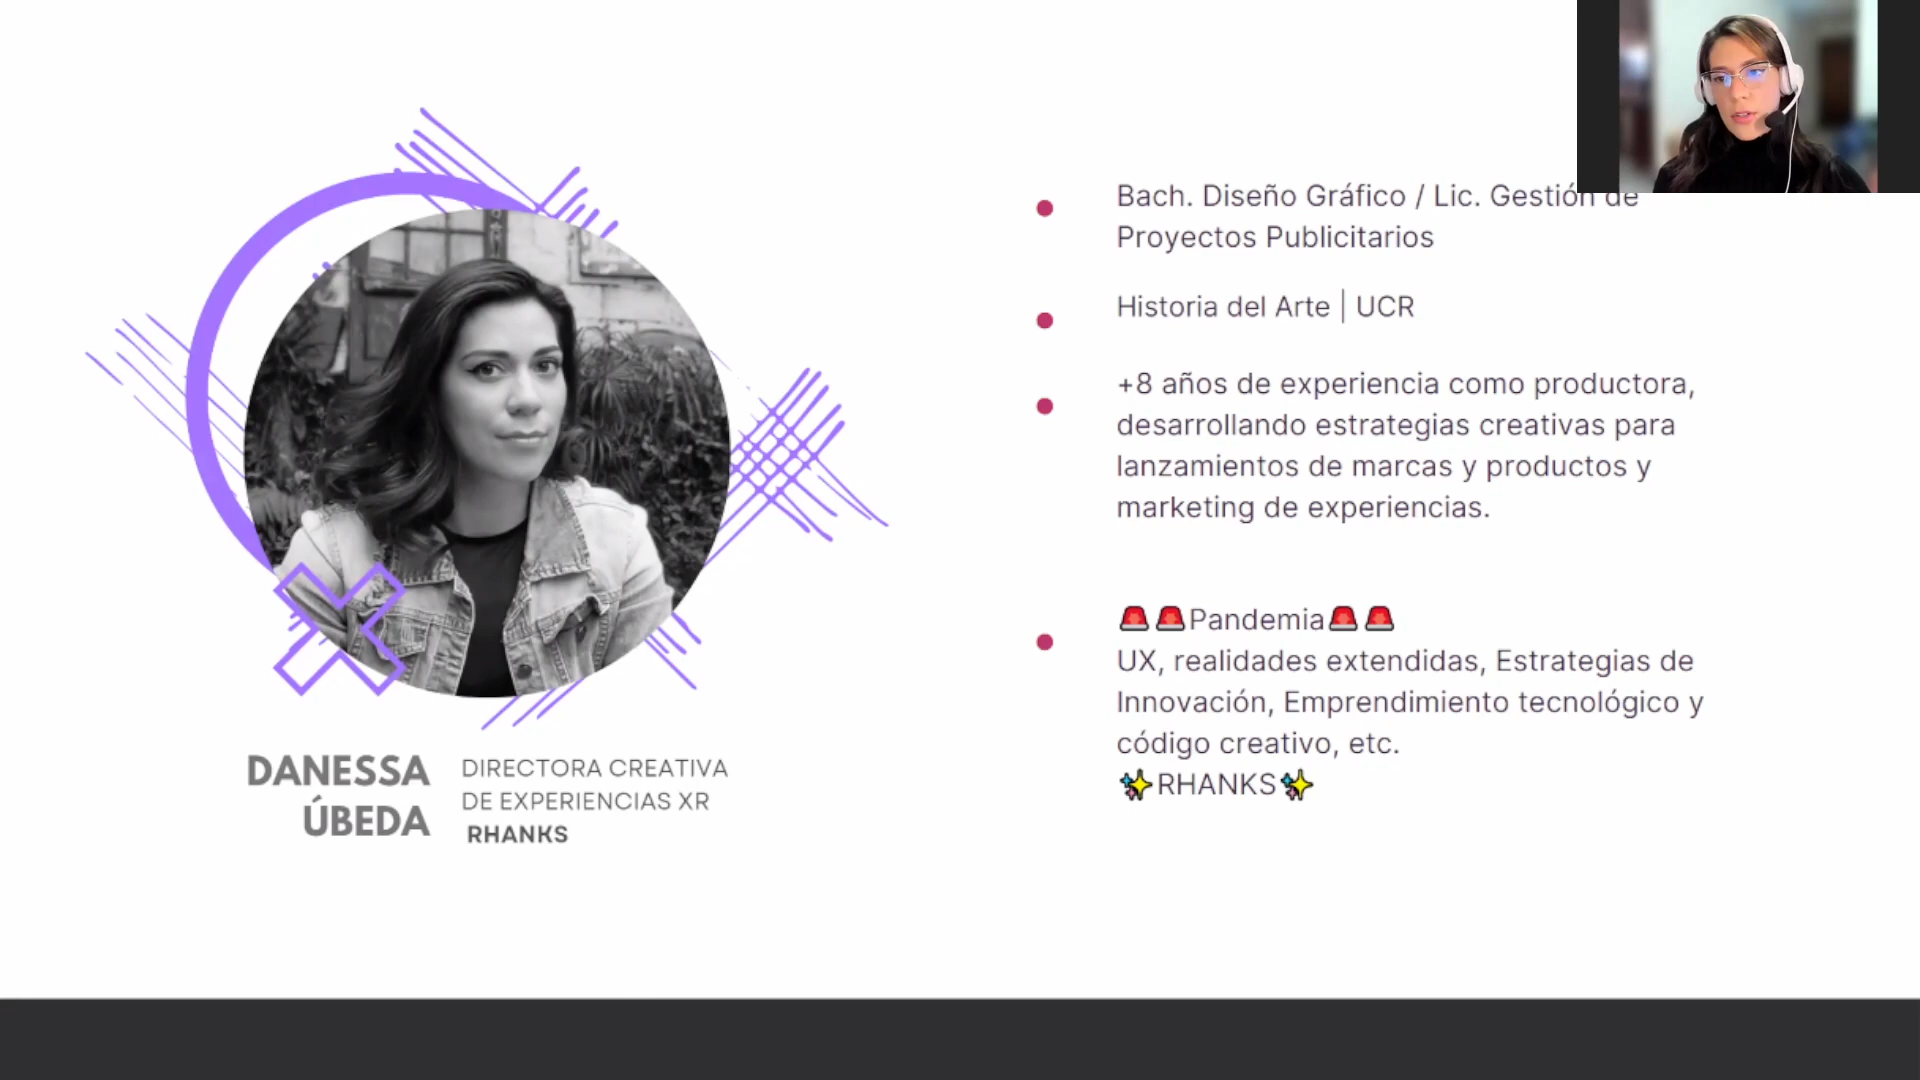 DANESSA
ÚBEDA
DIRECTORA CREATIVA
DE EXPERIENCIAS XR
RHANKS
Bach. Diseño Gráfico / Lic. Gestión de
Proyectos Publicitarios
Historia del Arte | UCR
+8 años de experiencia como productora,
desarrollando estrategias creativas para
lanzamientos de marcas y productos y
marketing de experiencias.
🚨🚨Pandemia🚨🚨
UX, realidades extendidas, Estrategias de
Innovación, Emprendimiento tecnológico y
código creativo, etc.
✨RHANKS✨